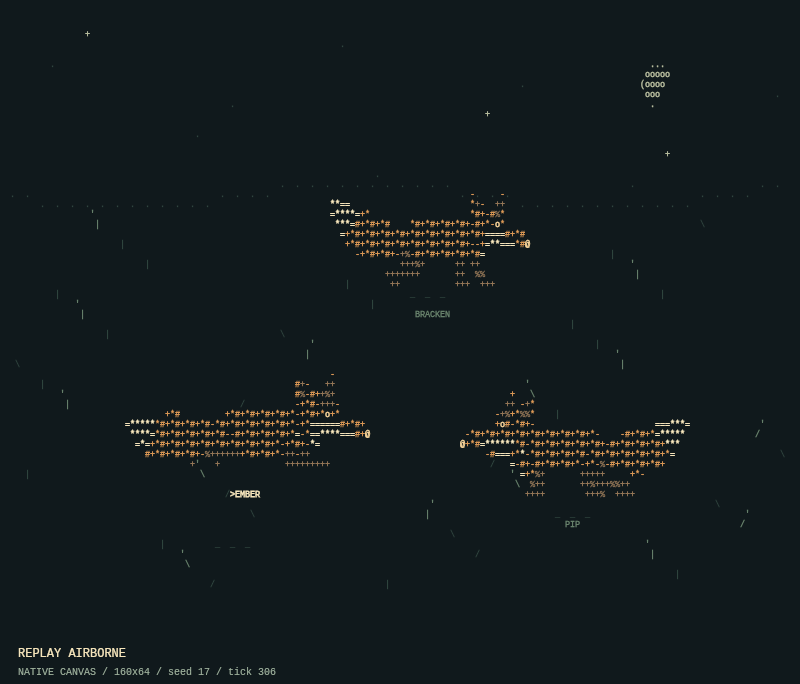 BRACKEN
>EMBER
PIP
REPLAY AIRBORNE
NATIVE CANVAS / 160x64 / seed 17 / tick 306